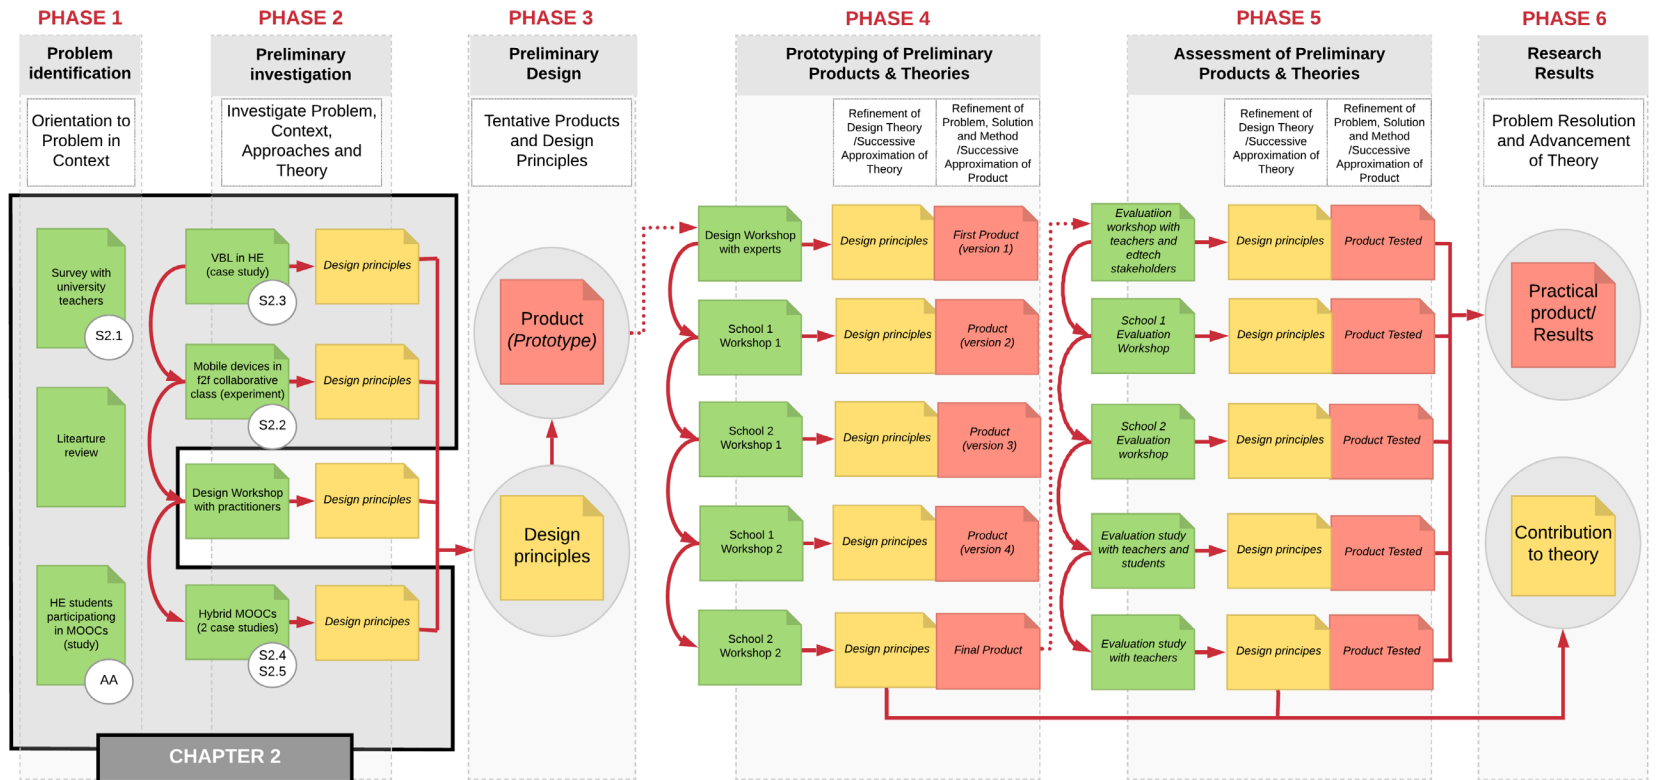 PHASE 1
PHASE 2
PHASE 3
PHASE 4
PHASE 5
PHASE 6
Problem
identification
Preliminary
investigation
Preliminary
Design
Prototyping of Preliminary
Products & Theories
Assessment of Preliminary
Products & Theories
Research
Results
Orientation to
Problem in
Context
Investigate Problem,
Context,
Approaches and
Theory
Tentative Products
and Design
Principles
Refinement of
Design Theory
/Successive
Approximation of
Theory
Refinement of
Problem, Solution
and Method
/Successive
Approximation of
Product
Refinement of
Design Theory
/Successive
Approximation of
Theory
Refinement of
Problem, Solution
and Method
/Successive
Approximation of
Product
Problem Resolution
and Advancement
of Theory
Survey with
university
teachers
S2.1
Litearture
review
HE students
participationg
in MOOCs
(study)
AA
VBL in HE
(case study)
S2.3
Design principles
Mobile devices in
f2f collaborative
class (experiment)
S2.2
Design principles
Design Workshop
with practitioners
Design principles
Hybrid MOOCs
(2 case studies)
S2.4
S2.5
Design principes
CHAPTER 2
Product
(Prototype)
Design
principles
Design Workshop
with experts
Design principles
First Product
(version 1)
School 1
Workshop 1
Design principles
Product
(version 2)
School 2
Workshop 1
Design principles
Product
(version 3)
School 1
Workshop 2
Design principes
Product
(version 4)
School 2
Workshop 2
Design principes
Final Product
Evaluatiion
workshop with
teachers and
edtech
stakeholders
Design principles
Product Tested
School 1
Evaluation
Workshop
Design principles
Product Tested
School 2
Evaluation
workshop
Design principles
Product Tested
Evaluation study
with teachers and
students
Design principes
Product Tested
Evaluation study
with teachers
Design principes
Product Tested
Practical
product/
Results
Contribution
to theory